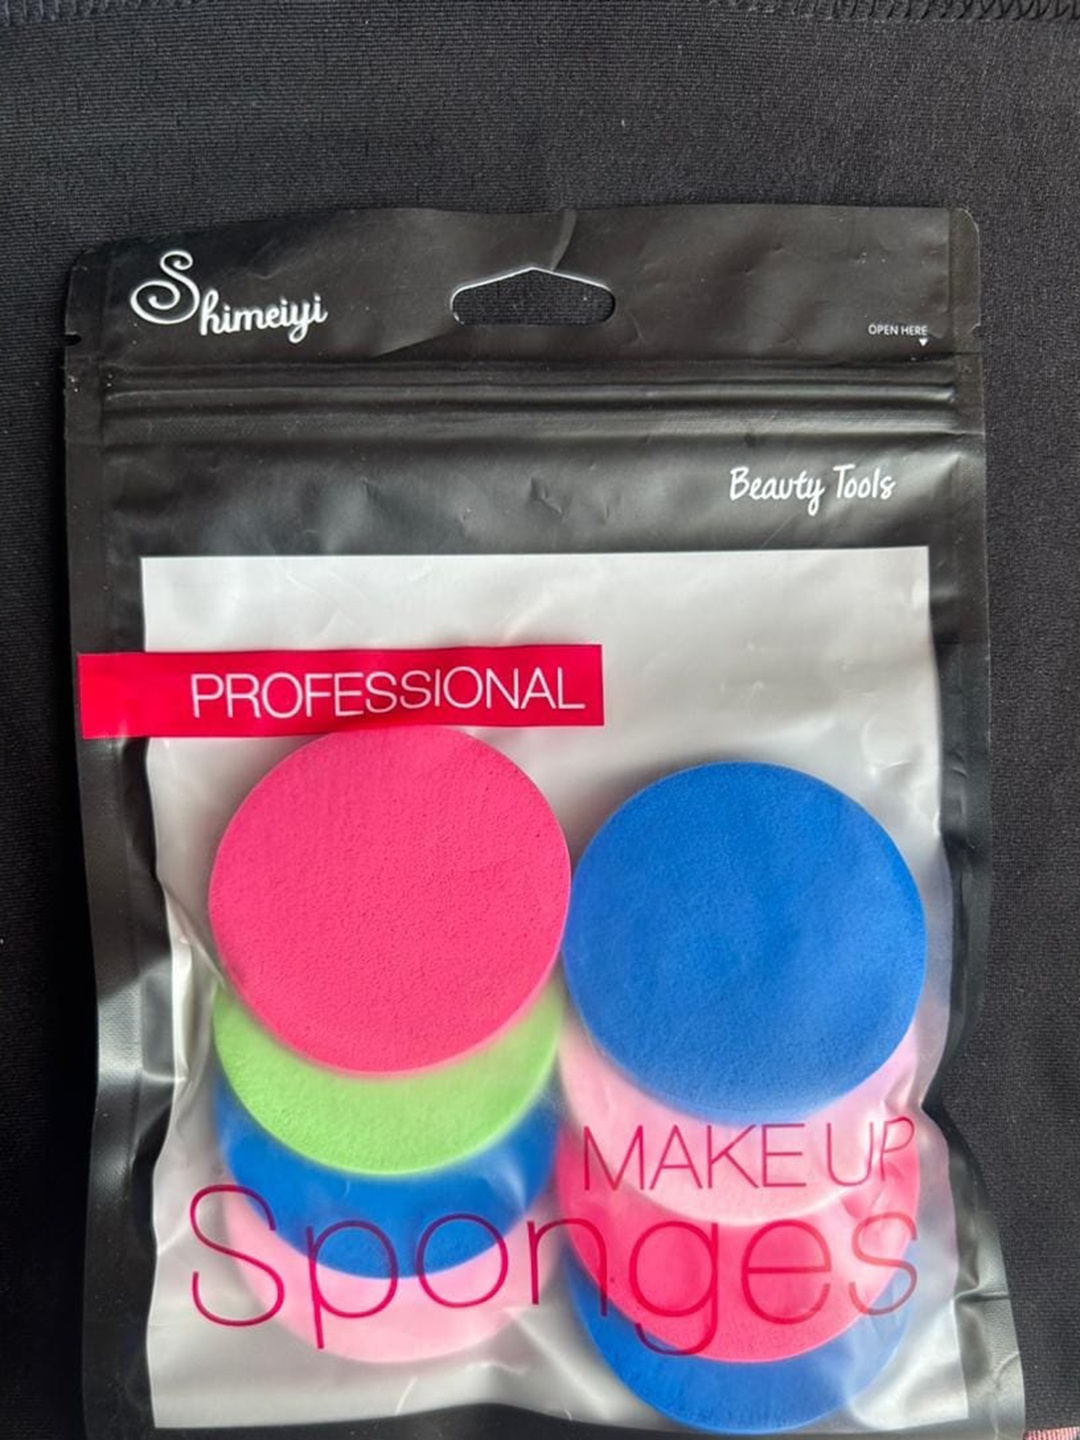 Shimeiyi
OPEN HERE
Beauty Tools
PROFESSIONAL
MAKE UP
Sponges